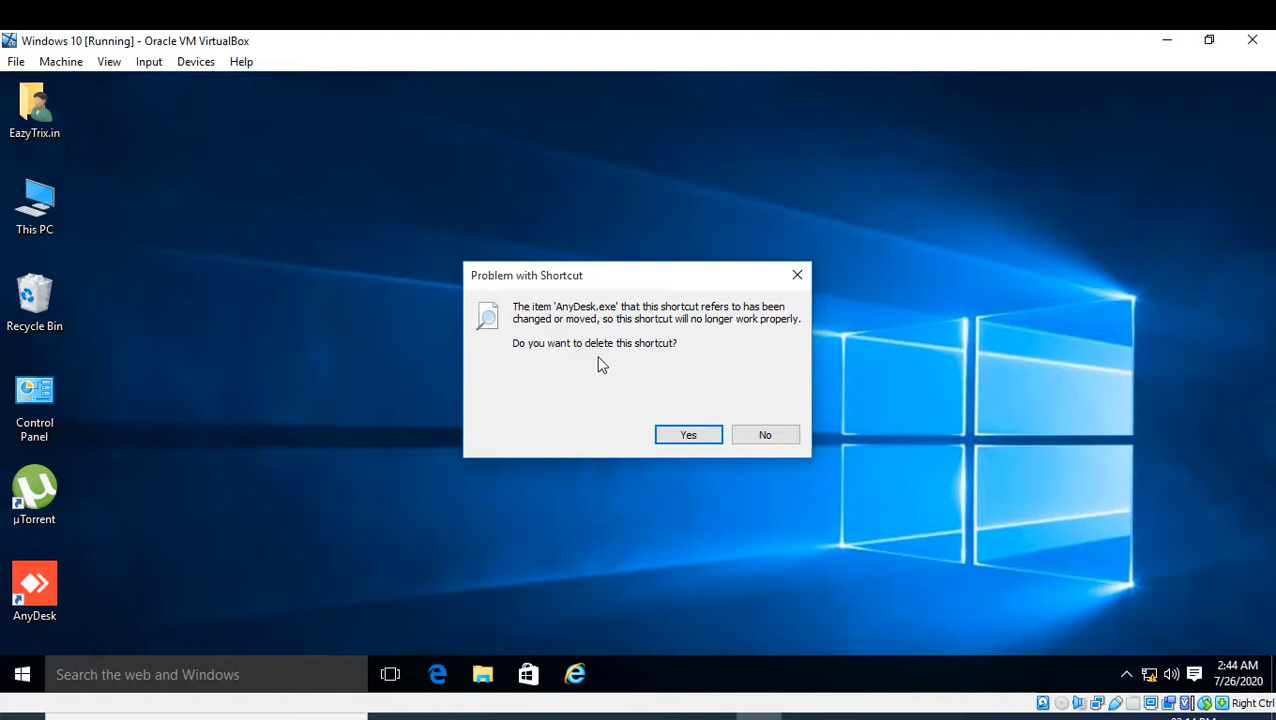 Windows 10 [Running] - Oracle VM VirtualBox
File Machine View Input Devices Help
EazyTrix.in
This PC
Recycle Bin
Control
Panel
µTorrent
AnyDesk
Problem with Shortcut
The item 'AnyDesk.exe' that this shortcut refers to has been
changed or moved, so this shortcut will no longer work properly.
Do you want to delete this shortcut?
Yes No
Search the web and Windows
2:44 AM
7/26/2020
Right Ctrl